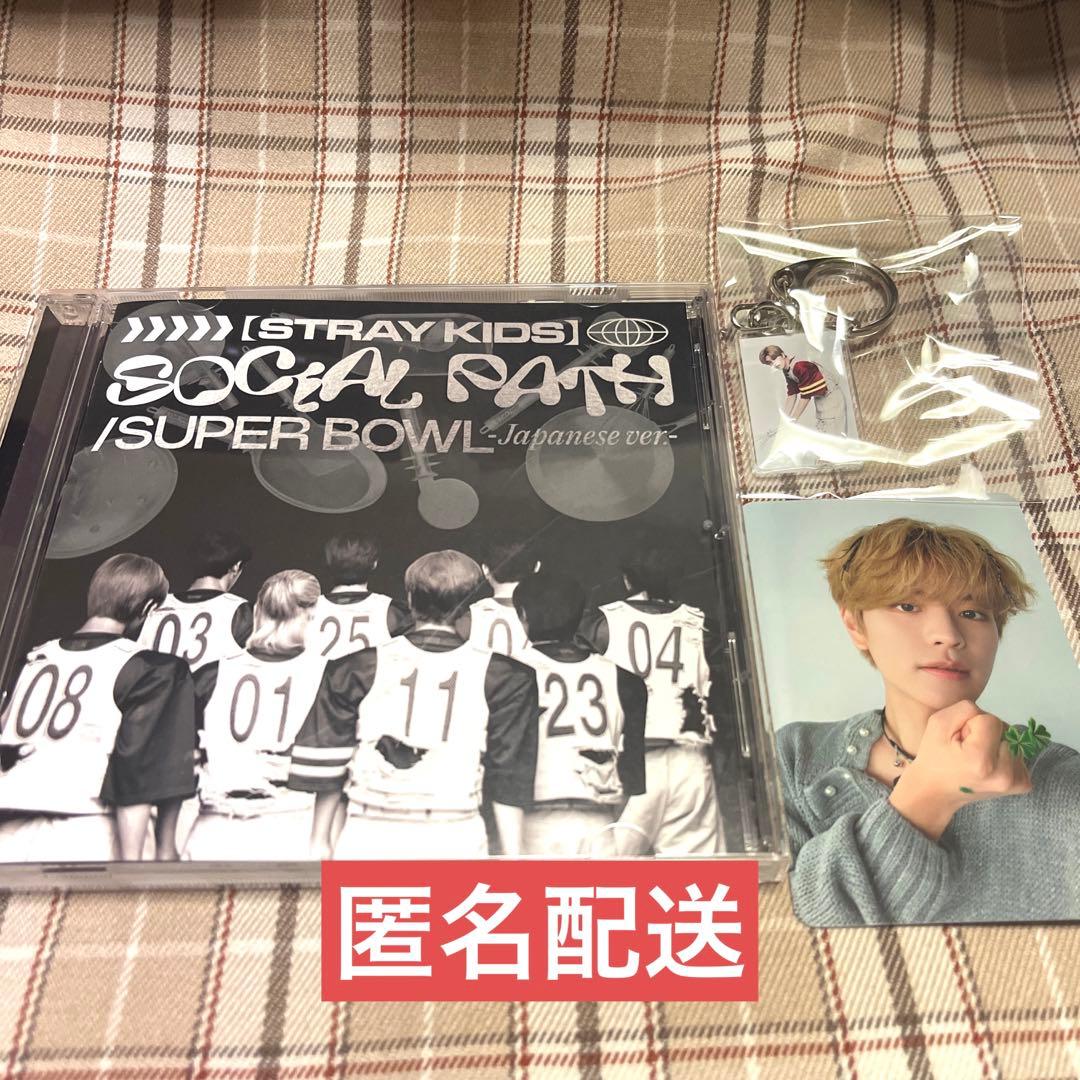 【STRAY KIDS】
SOCIAL PATH
/SUPER BOWL -Japanese ver.-
03
25
0
04
08
01
11
23
匿名配送